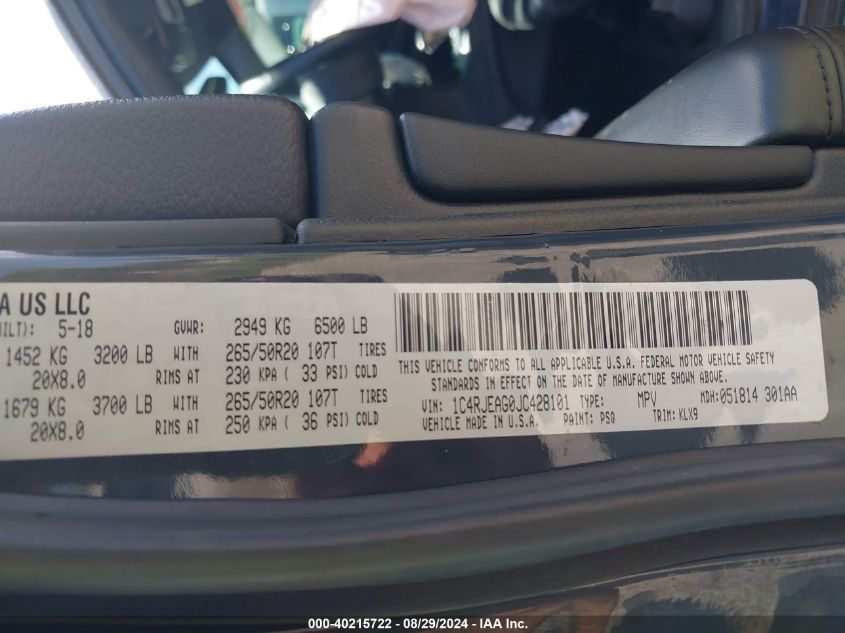 A US LLC
ILT): 5-18 GVWR: 2949 KG 6500 LB
1452 KG 3200 LB WITH 265/50R20 107T TIRES
20X8.0 RIMS AT 230 KPA ( 33 PSI) COLD
1679 KG 3700 LB WITH 265/50R20 107T TIRES
20X8.0 RIMS AT 250 KPA ( 36 PSI) COLD
THIS VEHICLE CONFORMS TO ALL APPLICABLE U.S.A. FEDERAL MOTOR VEHICLE SAFETY
STANDARDS IN EFFECT ON THE DATE OF MANUFACTURE SHOWN ABOVE.
VIN: 1C4RJEAG0JC428101 TYPE: MPV MDH: 051814 301AA
VEHICLE MADE IN U.S.A. PAINT: PSQ TRIM: KLX9
000-40215722 - 08/29/2024 - IAA Inc.